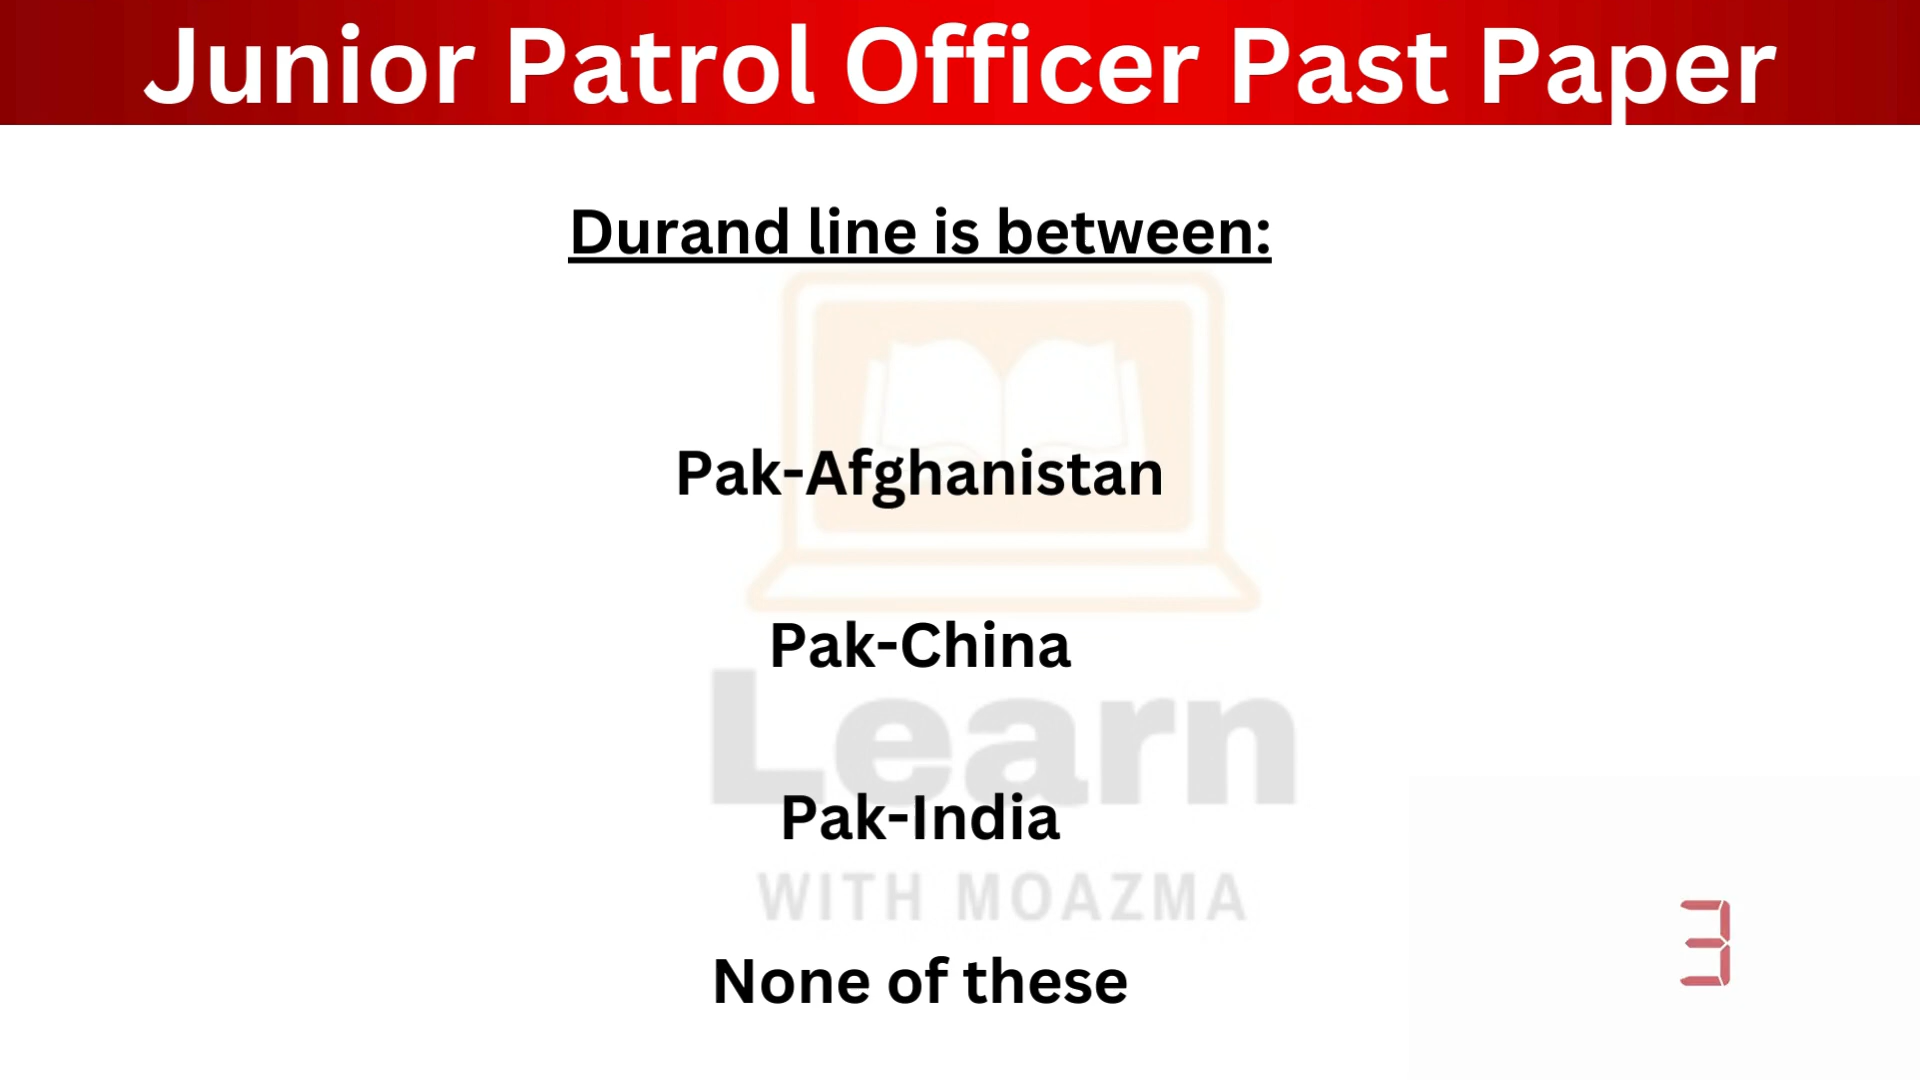 Junior Patrol Officer Past Paper
Durand line is between:
Pak-Afghanistan
Pak-China
Learn
Pak-India
WITH MOAZMA
None of these
3